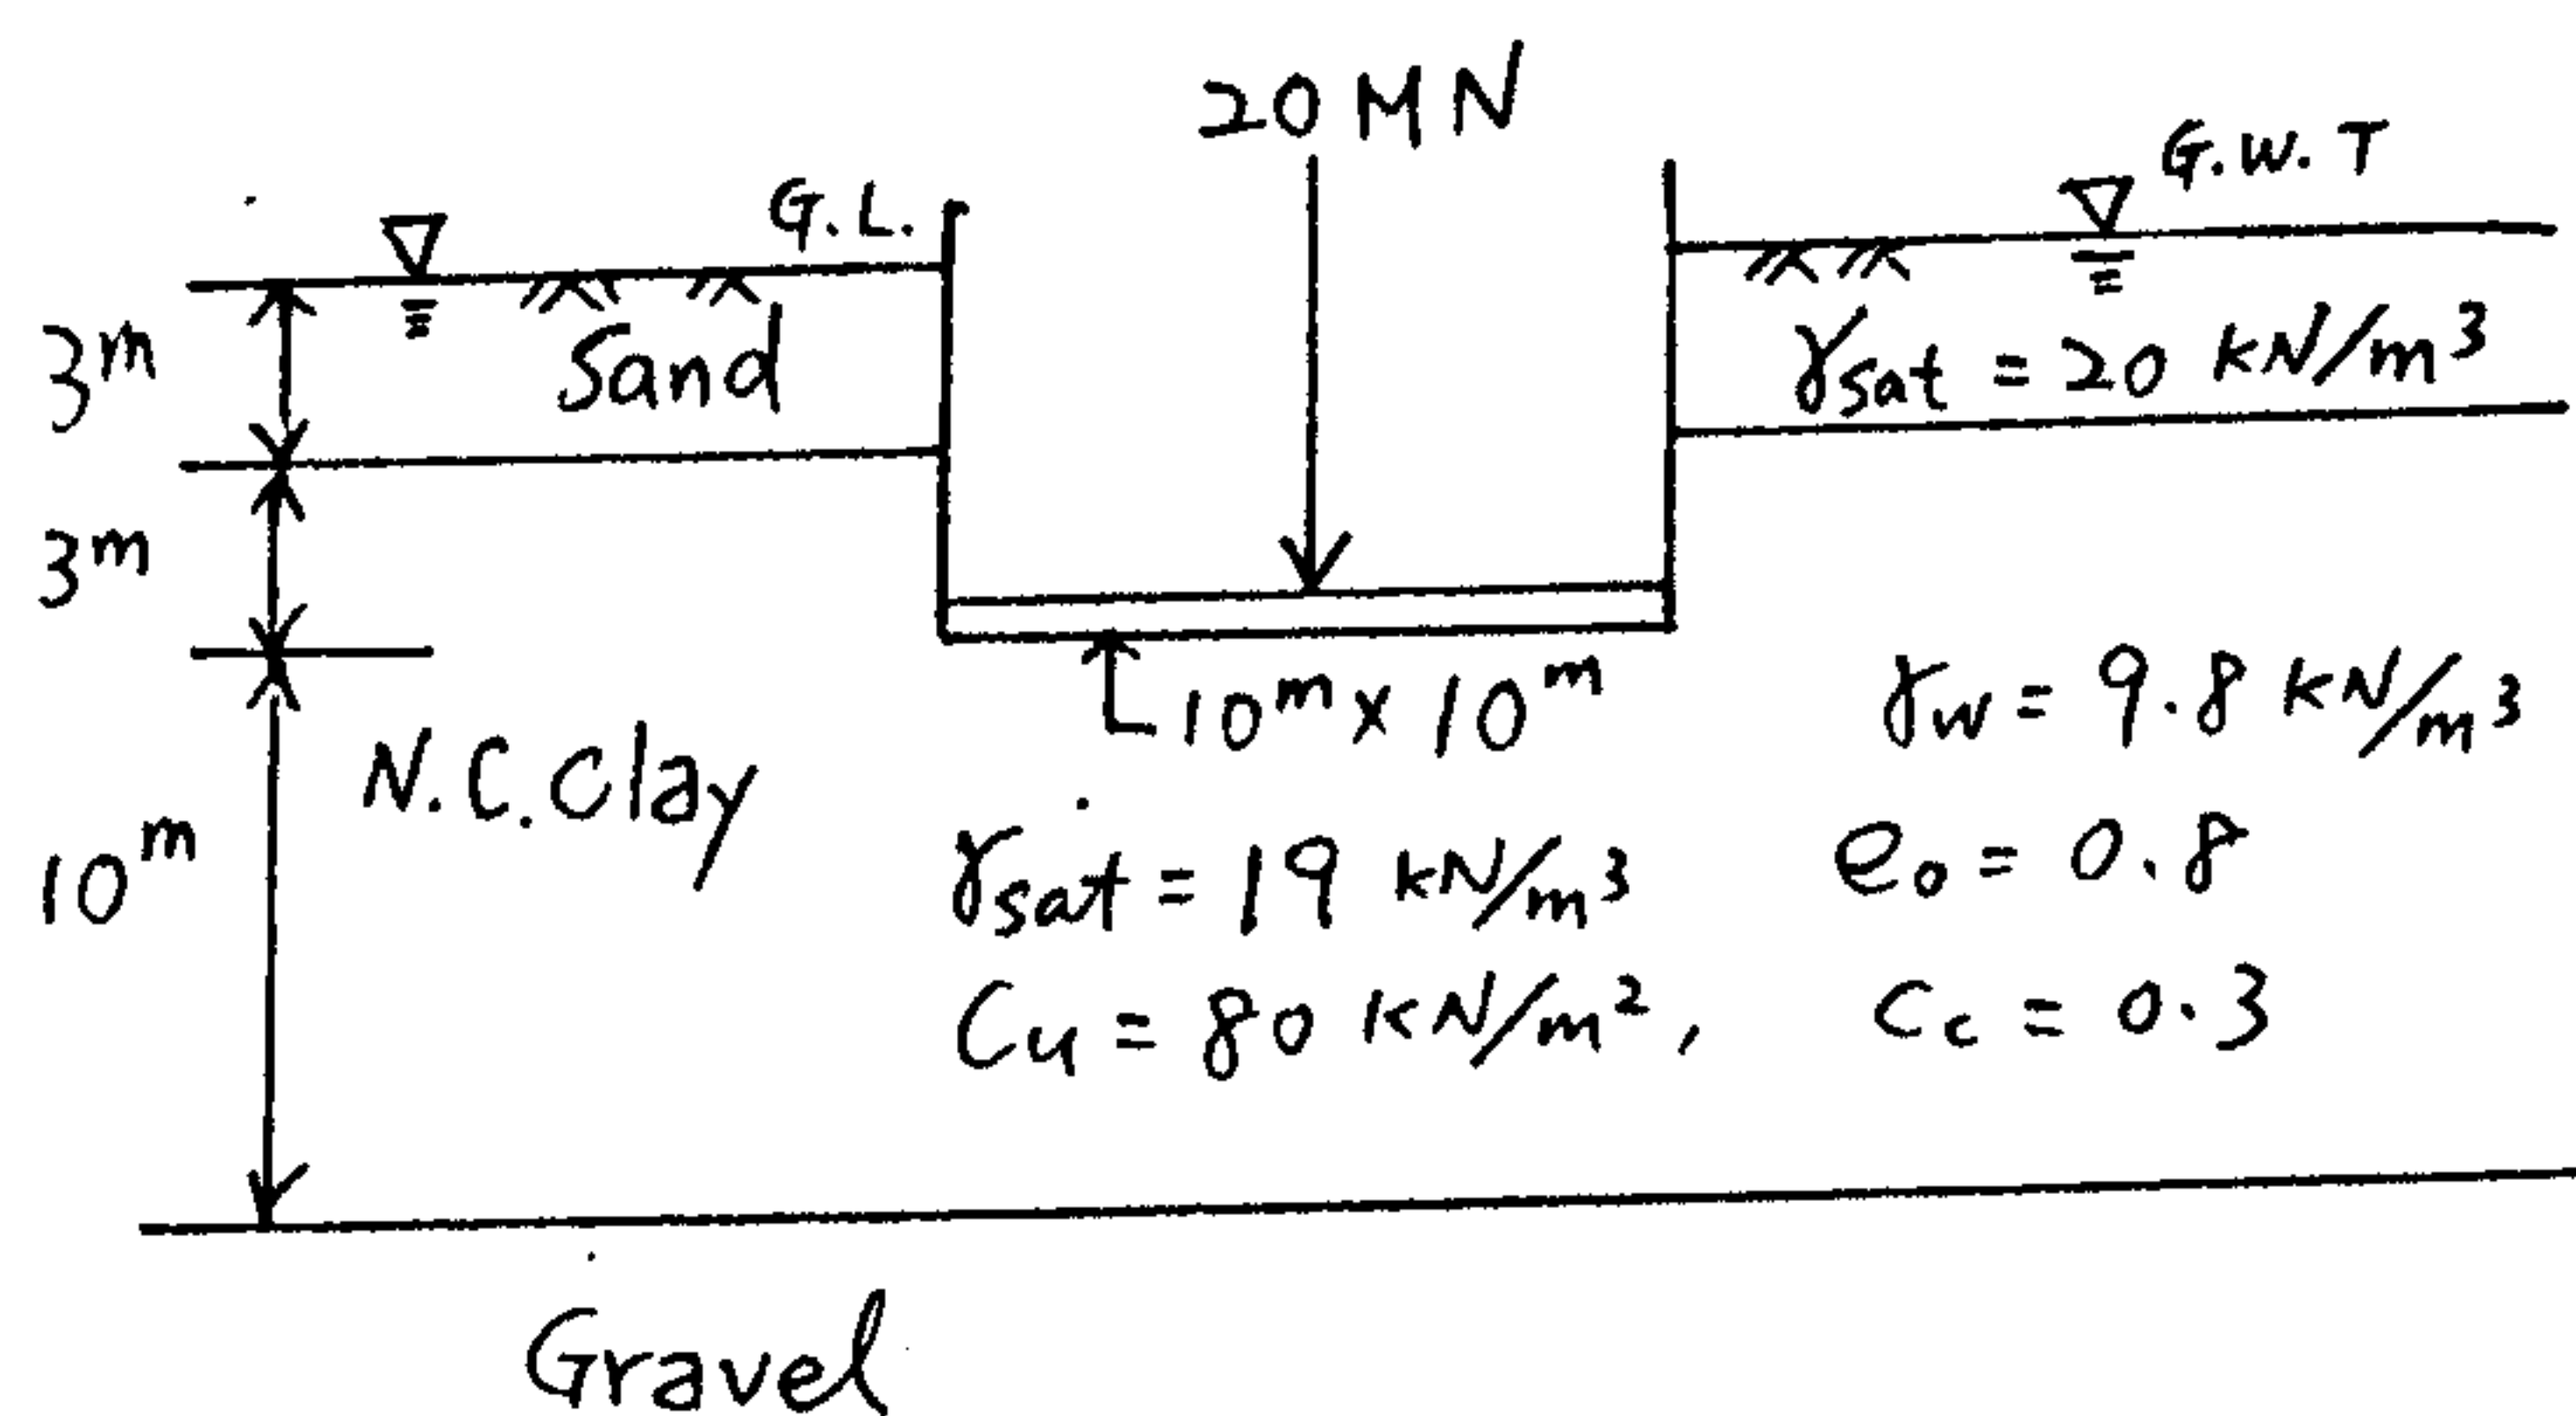 20 MN
G.L.
G.W.T
3m
Sand
γsat = 20 kN/m³
3m
10m × 10m
γw = 9.8 kN/m³
N.C. Clay
10m
γsat = 19 kN/m³
e₀ = 0.8
Cu = 80 kN/m²,
Cc = 0.3
Gravel